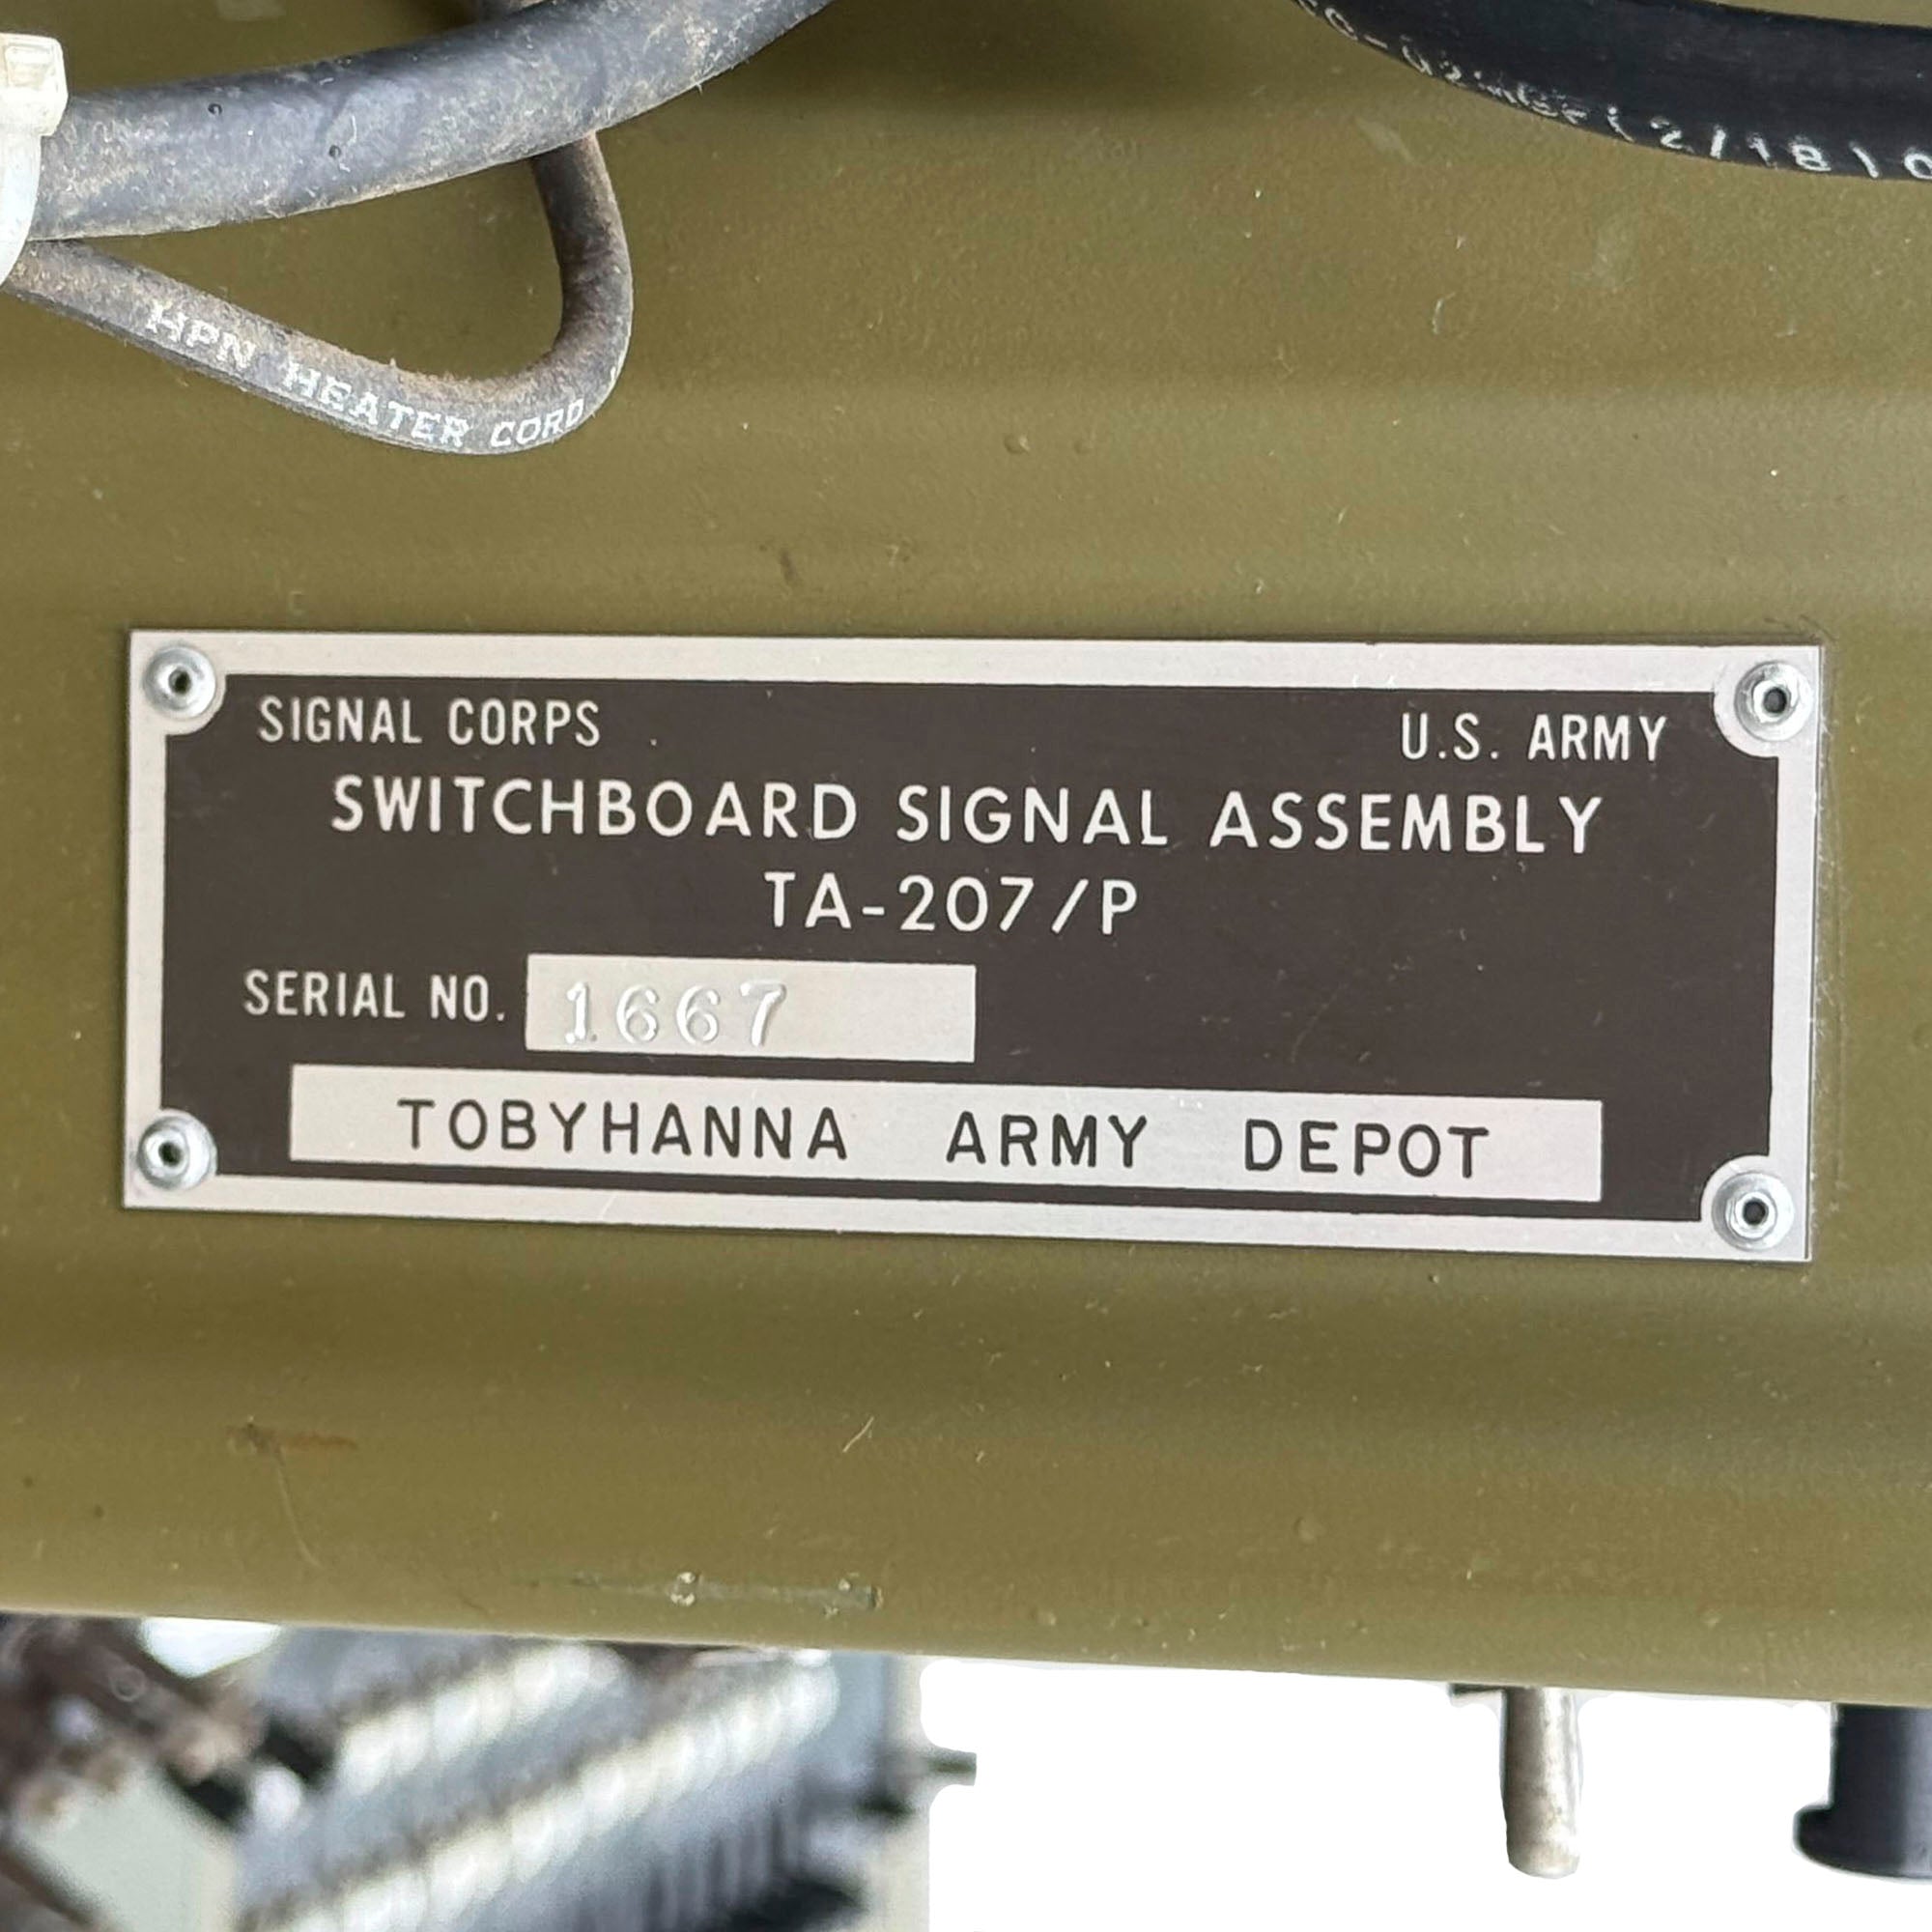 HPN HEATER CORD
SIGNAL CORPS
U.S. ARMY
SWITCHBOARD SIGNAL ASSEMBLY
TA-207/P
SERIAL NO. 1667
TOBYHANNA ARMY DEPOT